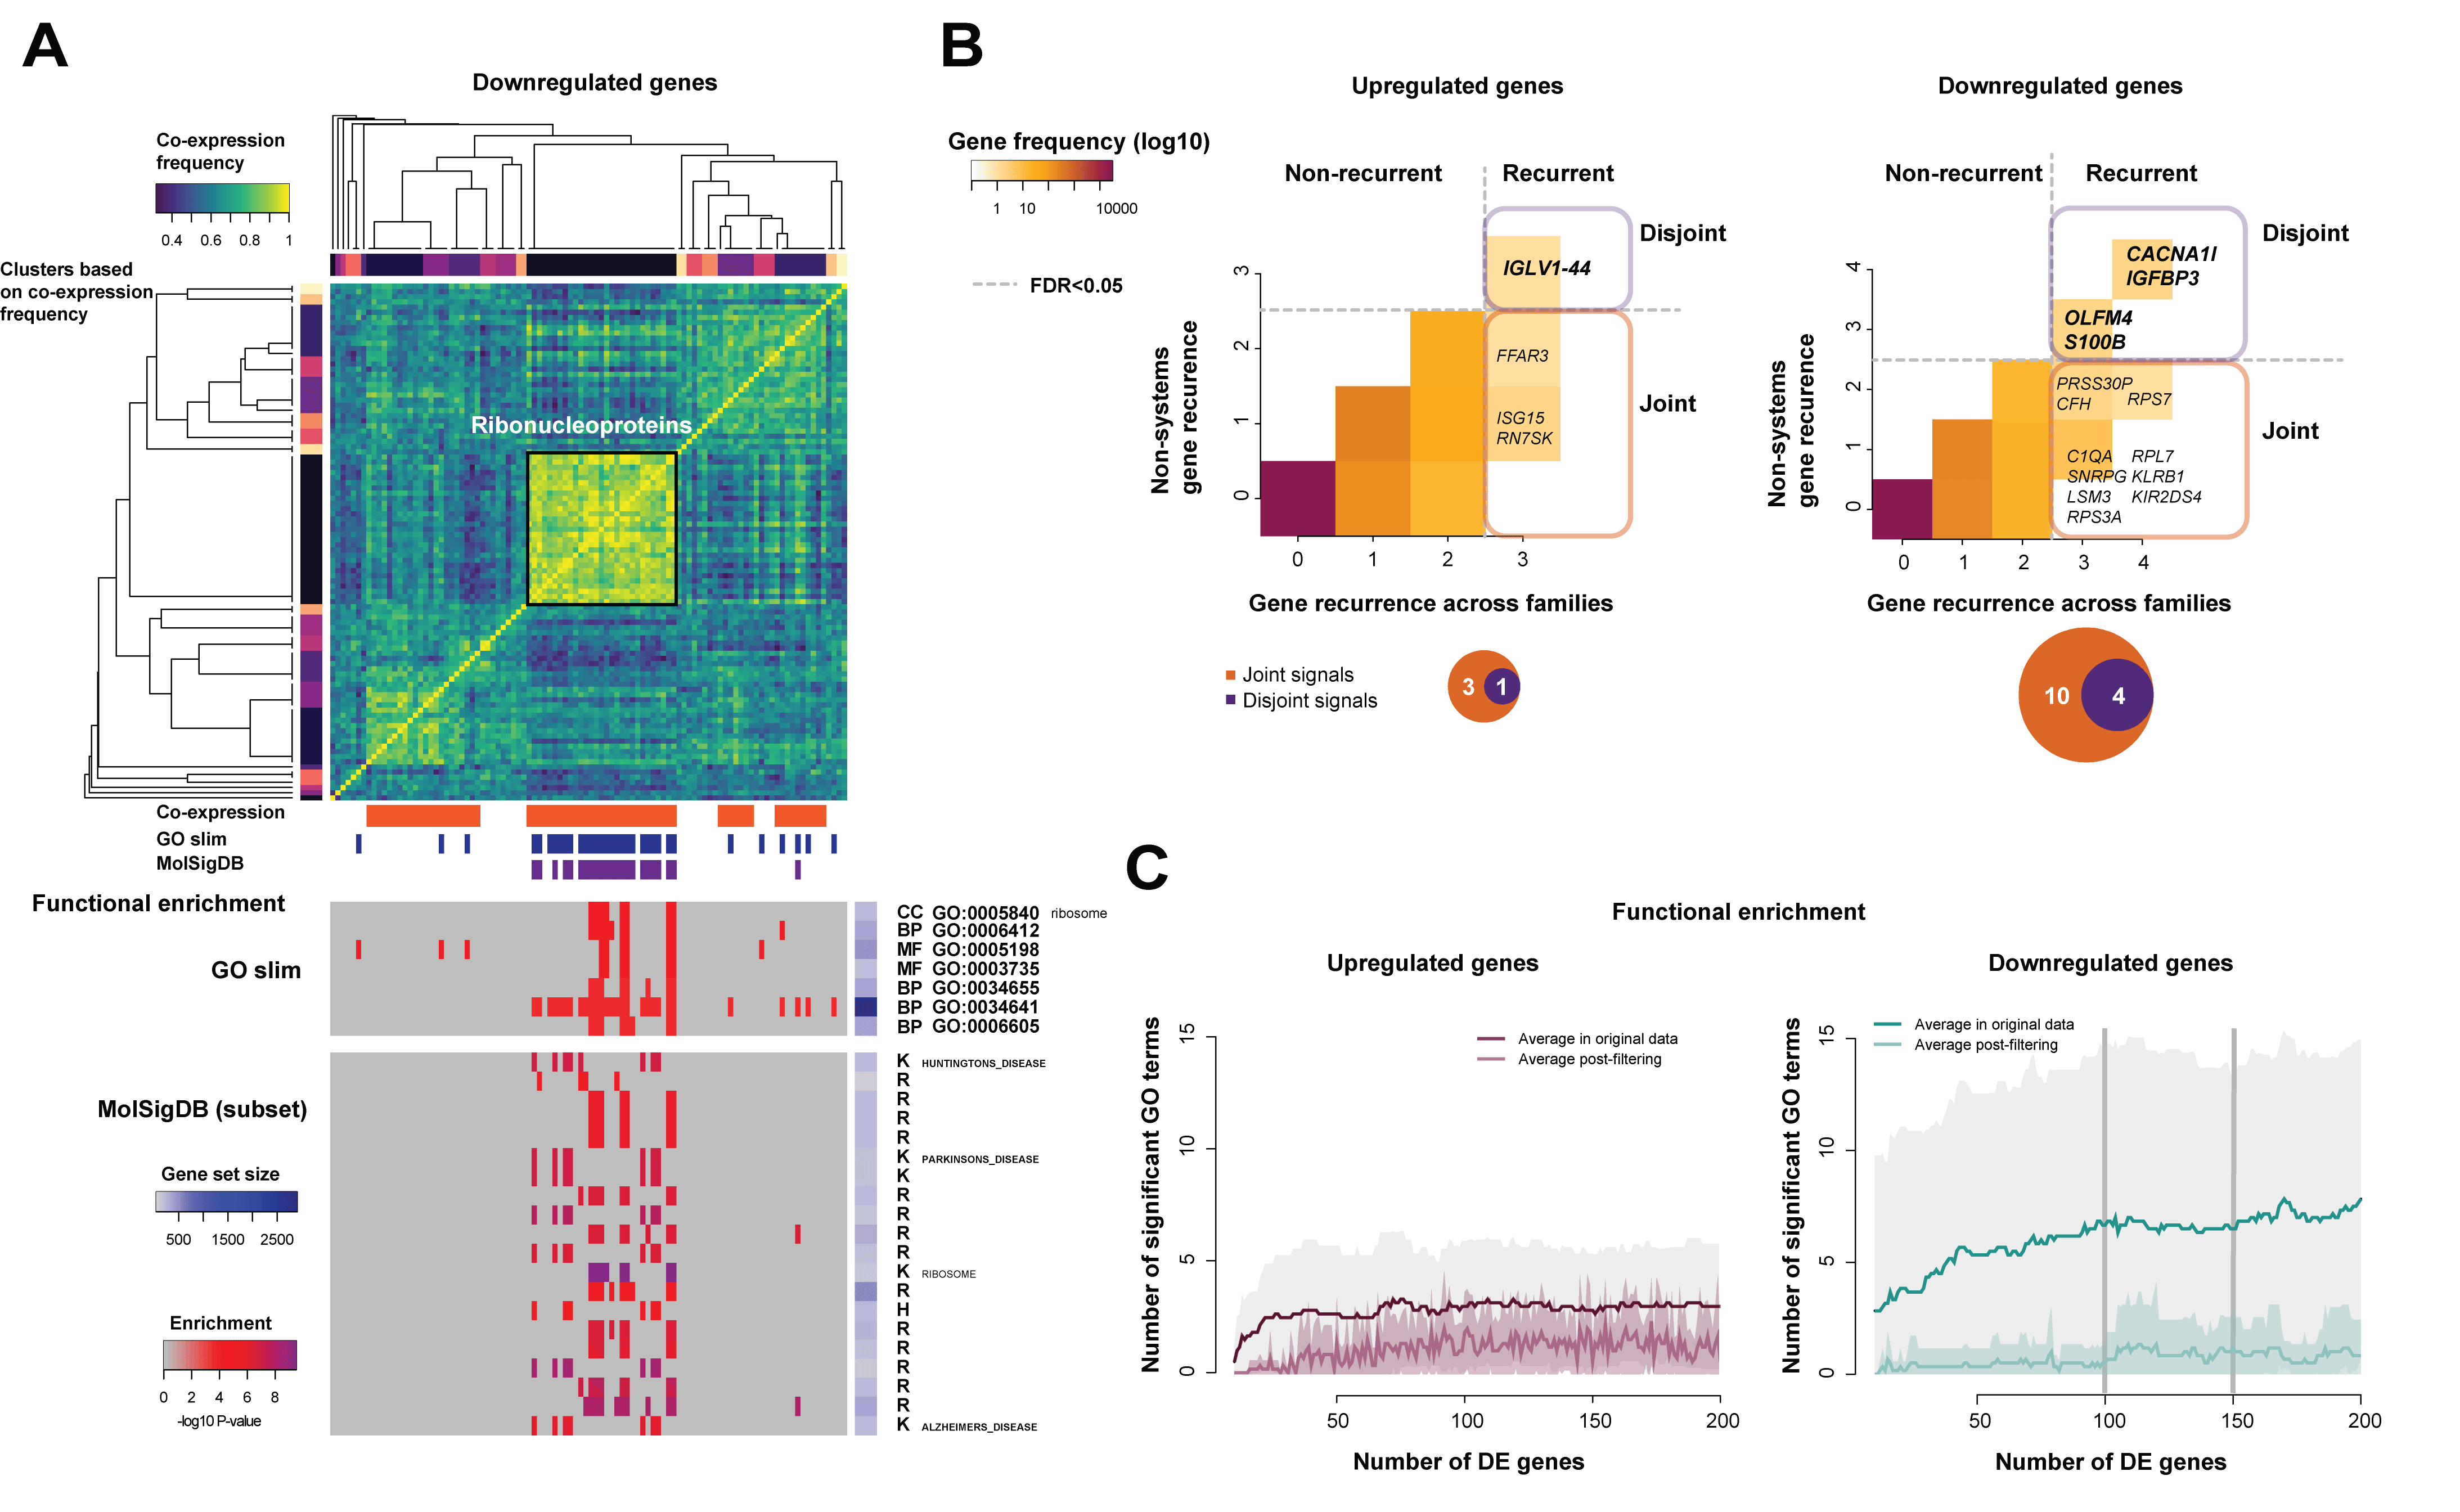 A
Downregulated genes
Co-expression
frequency
0.4 0.6 0.8 1
Clusters based
on co-expression
frequency
Ribonucleoproteins
Co-expression
GO slim
MolSigDB
Functional enrichment
GO slim
CC GO:0005840 ribosome
BP GO:0006412
MF GO:0005198
MF GO:0003735
BP GO:0034655
BP GO:0034641
BP GO:0006605
MolSigDB (subset)
K HUNTINGTONS_DISEASE
R
R
R
R
K PARKINSONS_DISEASE
K
R
R
R
R
K RIBOSOME
R
H
R
R
R
R
R
K ALZHEIMERS_DISEASE
Gene set size
500 1500 2500
Enrichment
0 2 4 6 8
-log10 P-value
B
Gene frequency (log10)
1 10 10000
FDR<0.05
Upregulated genes
Non-recurrent Recurrent
Disjoint
IGLV1-44
FFAR3
Joint
ISG15
RN7SK
Non-systems
gene recurence
3
2
1
0
0 1 2 3
Gene recurrence across families
Joint signals
Disjoint signals
3 1
Downregulated genes
Non-recurrent Recurrent
Disjoint
CACNA1I
IGFBP3
OLFM4
S100B
PRSS30P
CFH RPS7
Joint
C1QA RPL7
SNRPG KLRB1
LSM3 KIR2DS4
RPS3A
Non-systems
gene recurrence
4
3
2
1
0
0 1 2 3 4
Gene recurrence across families
10 4
C
Functional enrichment
Upregulated genes
Average in original data
Average post-filtering
Number of significant GO terms
15
10
5
0
50 100 150 200
Number of DE genes
Downregulated genes
Average in original data
Average post-filtering
Number of significant GO terms
15
10
5
0
50 100 150 200
Number of DE genes